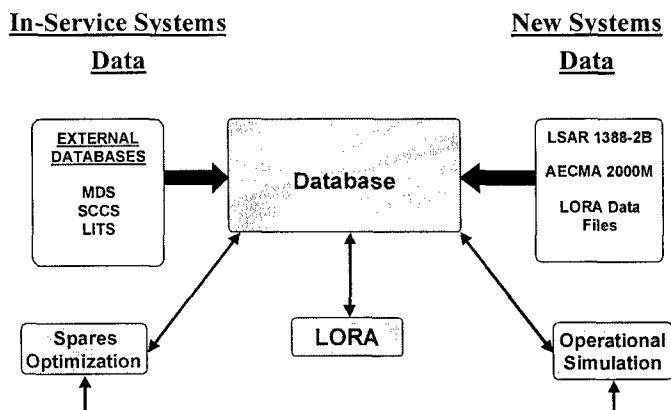 In-Service Systems
Data
New Systems
Data
EXTERNAL
DATABASES
MDS
SCCS
LITS
Database
LSAR 1388-2B
AECMA 2000M
LORA Data
Files
Spares
Optimization
LORA
Operational
Simulation